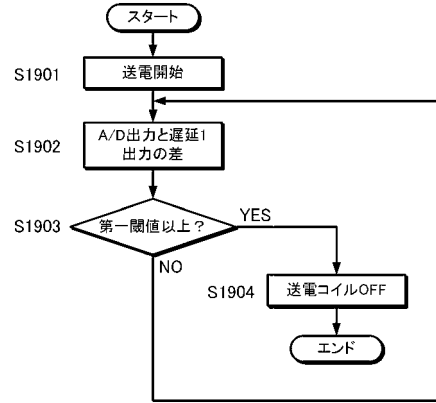 スタート
S1901
送電開始
S1902
A/D出力と遅延1
出力の差
S1903
第一閾値以上？
YES
NO
S1904
送電コイルOFF
エンド